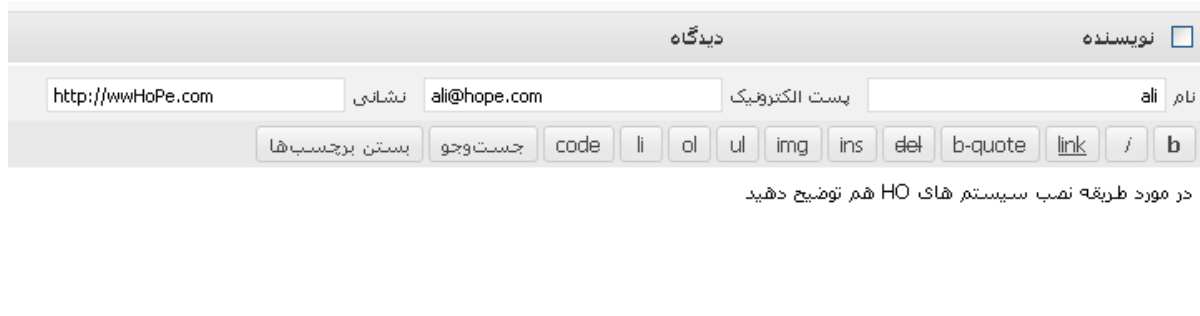 نویسنده دیدگاه
نام ali پست الکترونیک ali@hope.com نشانی http://wwHoPe.com
b i link b-quote del ins img ul ol li code جست‌وجو بستن برچسب‌ها
در مورد طریقه نصب سیستم های HO هم توضیح دهید